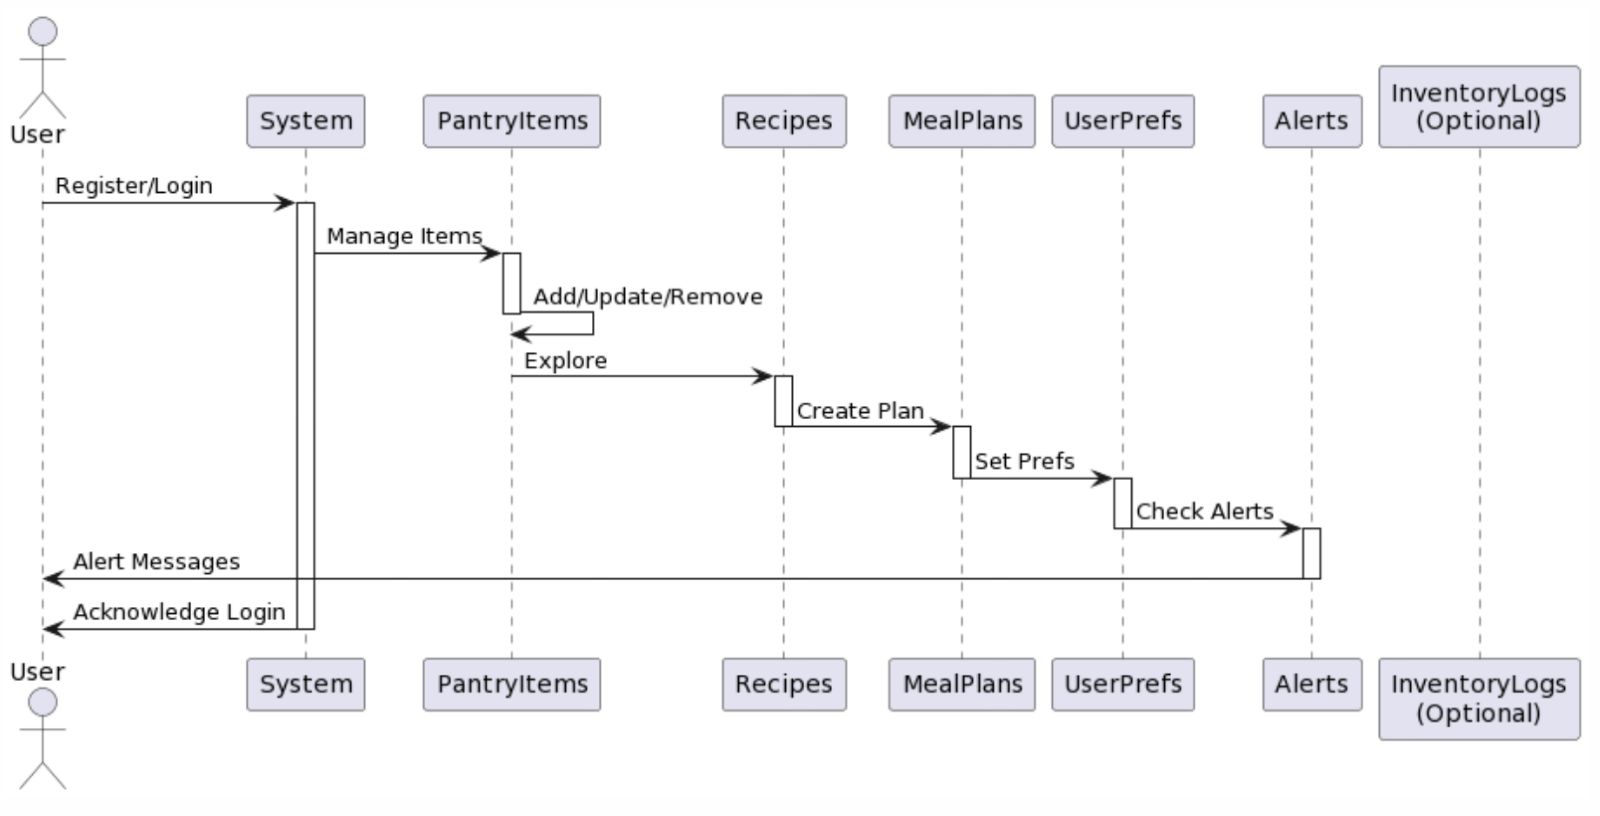 User
System
PantryItems
Recipes
MealPlans
UserPrefs
Alerts
InventoryLogs
(Optional)
Register/Login
Manage Items
Add/Update/Remove
Explore
Create Plan
Set Prefs
Check Alerts
Alert Messages
Acknowledge Login
User
System
PantryItems
Recipes
MealPlans
UserPrefs
Alerts
InventoryLogs
(Optional)